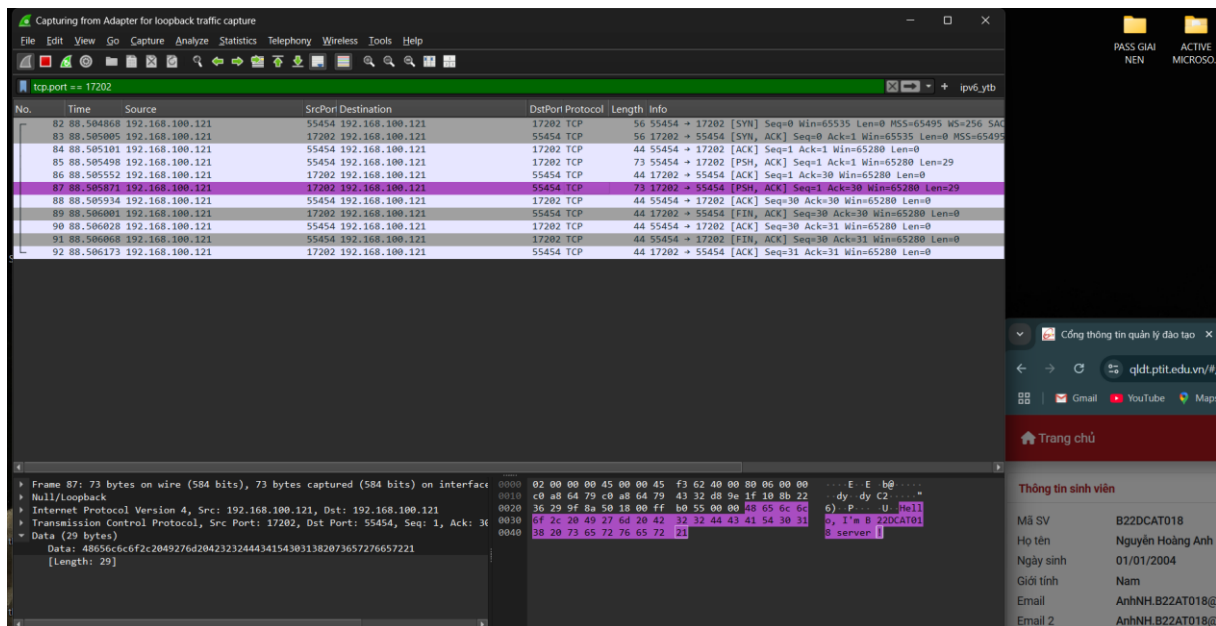 Capturing from Adapter for loopback traffic capture
File Edit View Go Capture Analyze Statistics Telephony Wireless Tools Help
tcp.port == 17202
ipv6_ytb
No. Time Source SrcPort Destination DstPort Protocol Length Info
82 88.504868 192.168.100.121 55454 192.168.100.121 17202 TCP 56 55454 → 17202 [SYN] Seq=0 Win=65535 Len=0 MSS=65495 WS=256 SAC
83 88.505005 192.168.100.121 17202 192.168.100.121 55454 TCP 56 17202 → 55454 [SYN, ACK] Seq=0 Ack=1 Win=65535 Len=0 MSS=65495
84 88.505101 192.168.100.121 55454 192.168.100.121 17202 TCP 44 55454 → 17202 [ACK] Seq=1 Ack=1 Win=65280 Len=0
85 88.505498 192.168.100.121 55454 192.168.100.121 17202 TCP 73 55454 → 17202 [PSH, ACK] Seq=1 Ack=1 Win=65280 Len=29
86 88.505552 192.168.100.121 17202 192.168.100.121 55454 TCP 44 17202 → 55454 [ACK] Seq=1 Ack=30 Win=65280 Len=0
87 88.505871 192.168.100.121 17202 192.168.100.121 55454 TCP 73 17202 → 55454 [PSH, ACK] Seq=1 Ack=30 Win=65280 Len=29
88 88.505934 192.168.100.121 55454 192.168.100.121 17202 TCP 44 55454 → 17202 [ACK] Seq=30 Ack=30 Win=65280 Len=0
89 88.506001 192.168.100.121 17202 192.168.100.121 55454 TCP 44 17202 → 55454 [FIN, ACK] Seq=30 Ack=30 Win=65280 Len=0
90 88.506028 192.168.100.121 55454 192.168.100.121 17202 TCP 44 55454 → 17202 [ACK] Seq=30 Ack=31 Win=65280 Len=0
91 88.506068 192.168.100.121 55454 192.168.100.121 17202 TCP 44 55454 → 17202 [FIN, ACK] Seq=30 Ack=31 Win=65280 Len=0
92 88.506173 192.168.100.121 17202 192.168.100.121 55454 TCP 44 17202 → 55454 [ACK] Seq=31 Ack=31 Win=65280 Len=0
Frame 87: 73 bytes on wire (584 bits), 73 bytes captured (584 bits) on interface
Null/Loopback
Internet Protocol Version 4, Src: 192.168.100.121, Dst: 192.168.100.121
Transmission Control Protocol, Src Port: 17202, Dst Port: 55454, Seq: 1, Ack: 30
Data (29 bytes)
Data: 48656c6c6f2c2049276d204232324443415430313820736572766572​21
[Length: 29]
0000 02 00 00 00 45 00 00 45 f3 62 40 00 80 06 00 00 ····E··E ·b@·····
0010 c0 a8 64 79 c0 a8 64 79 43 32 d8 9e 1f 10 8b 22 ··dy··dy C2·····"
0020 36 29 9f 8a 50 18 00 ff b0 55 00 00 48 65 6c 6c 6)··P··· ·U··Hell
0030 6f 2c 20 49 27 6d 20 42 32 32 44 43 41 54 30 31 o, I'm B 22DCAT01
0040 38 20 73 65 72 76 65 72 21 8 server !
PASS GIAI NEN
ACTIVE MICROSO.
Cổng thông tin quản lý đào tạo
qldt.ptit.edu.vn/#
Gmail YouTube Maps
Trang chủ
Thông tin sinh viên
Mã SV B22DCAT018
Họ tên Nguyễn Hoàng Anh
Ngày sinh 01/01/2004
Giới tính Nam
Email AnhNH.B22AT018@
Email 2 AnhNH.B22AT018@